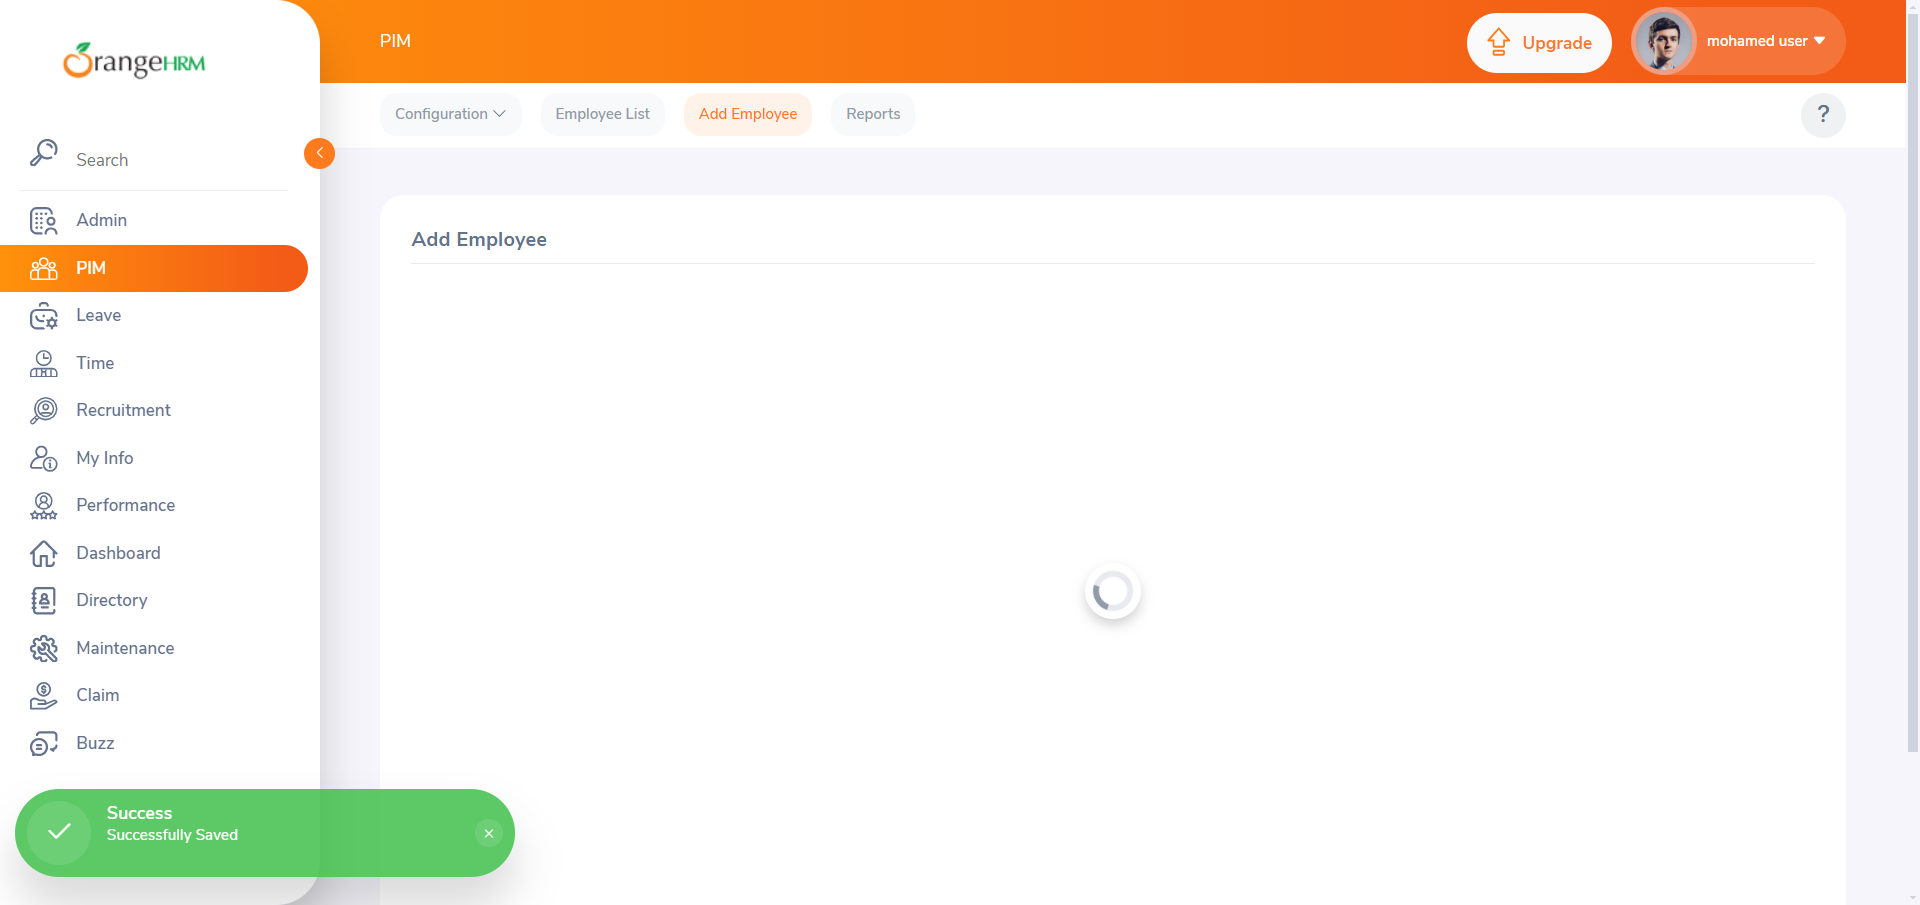 OrangeHRM
PIM
Upgrade
mohamed user
Configuration
Employee List
Add Employee
Reports
?
Search
Admin
PIM
Leave
Time
Recruitment
My Info
Performance
Dashboard
Directory
Maintenance
Claim
Buzz
Add Employee
Success
Successfully Saved